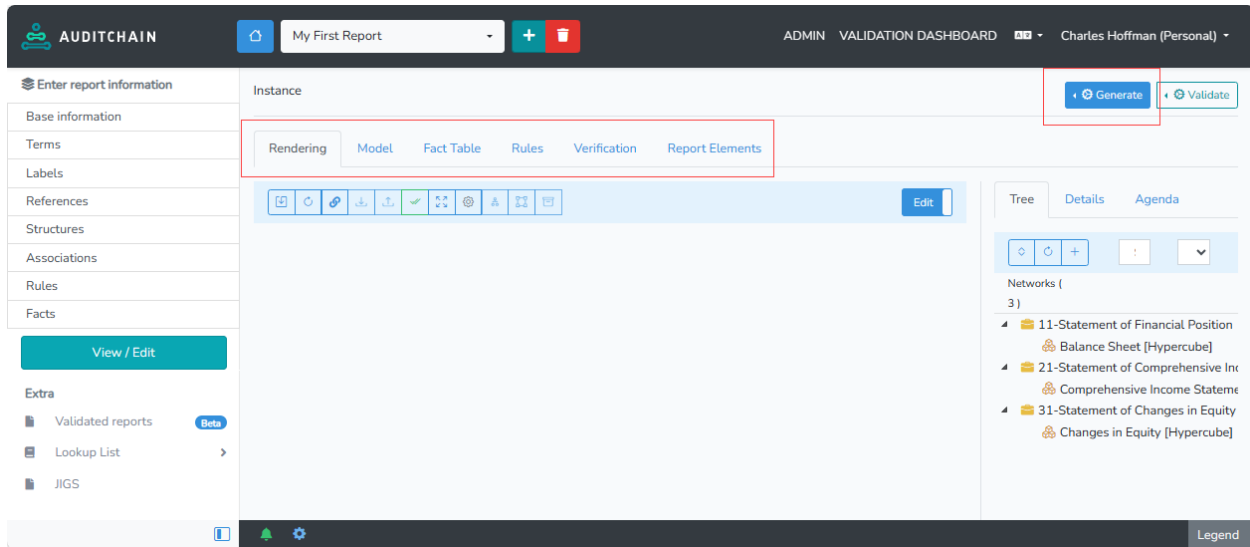 AUDITCHAIN
My First Report
ADMIN VALIDATION DASHBOARD
Charles Hoffman (Personal)
Enter report information
Base information
Terms
Labels
References
Structures
Associations
Rules
Facts
View / Edit
Extra
Validated reports Beta
Lookup List
JIGS
Instance
Generate Validate
Rendering Model Fact Table Rules Verification Report Elements
Edit
Tree Details Agenda
Networks (
3 )
11-Statement of Financial Position
Balance Sheet [Hypercube]
21-Statement of Comprehensive Inc
Comprehensive Income Stateme
31-Statement of Changes in Equity
Changes in Equity [Hypercube]
Legend